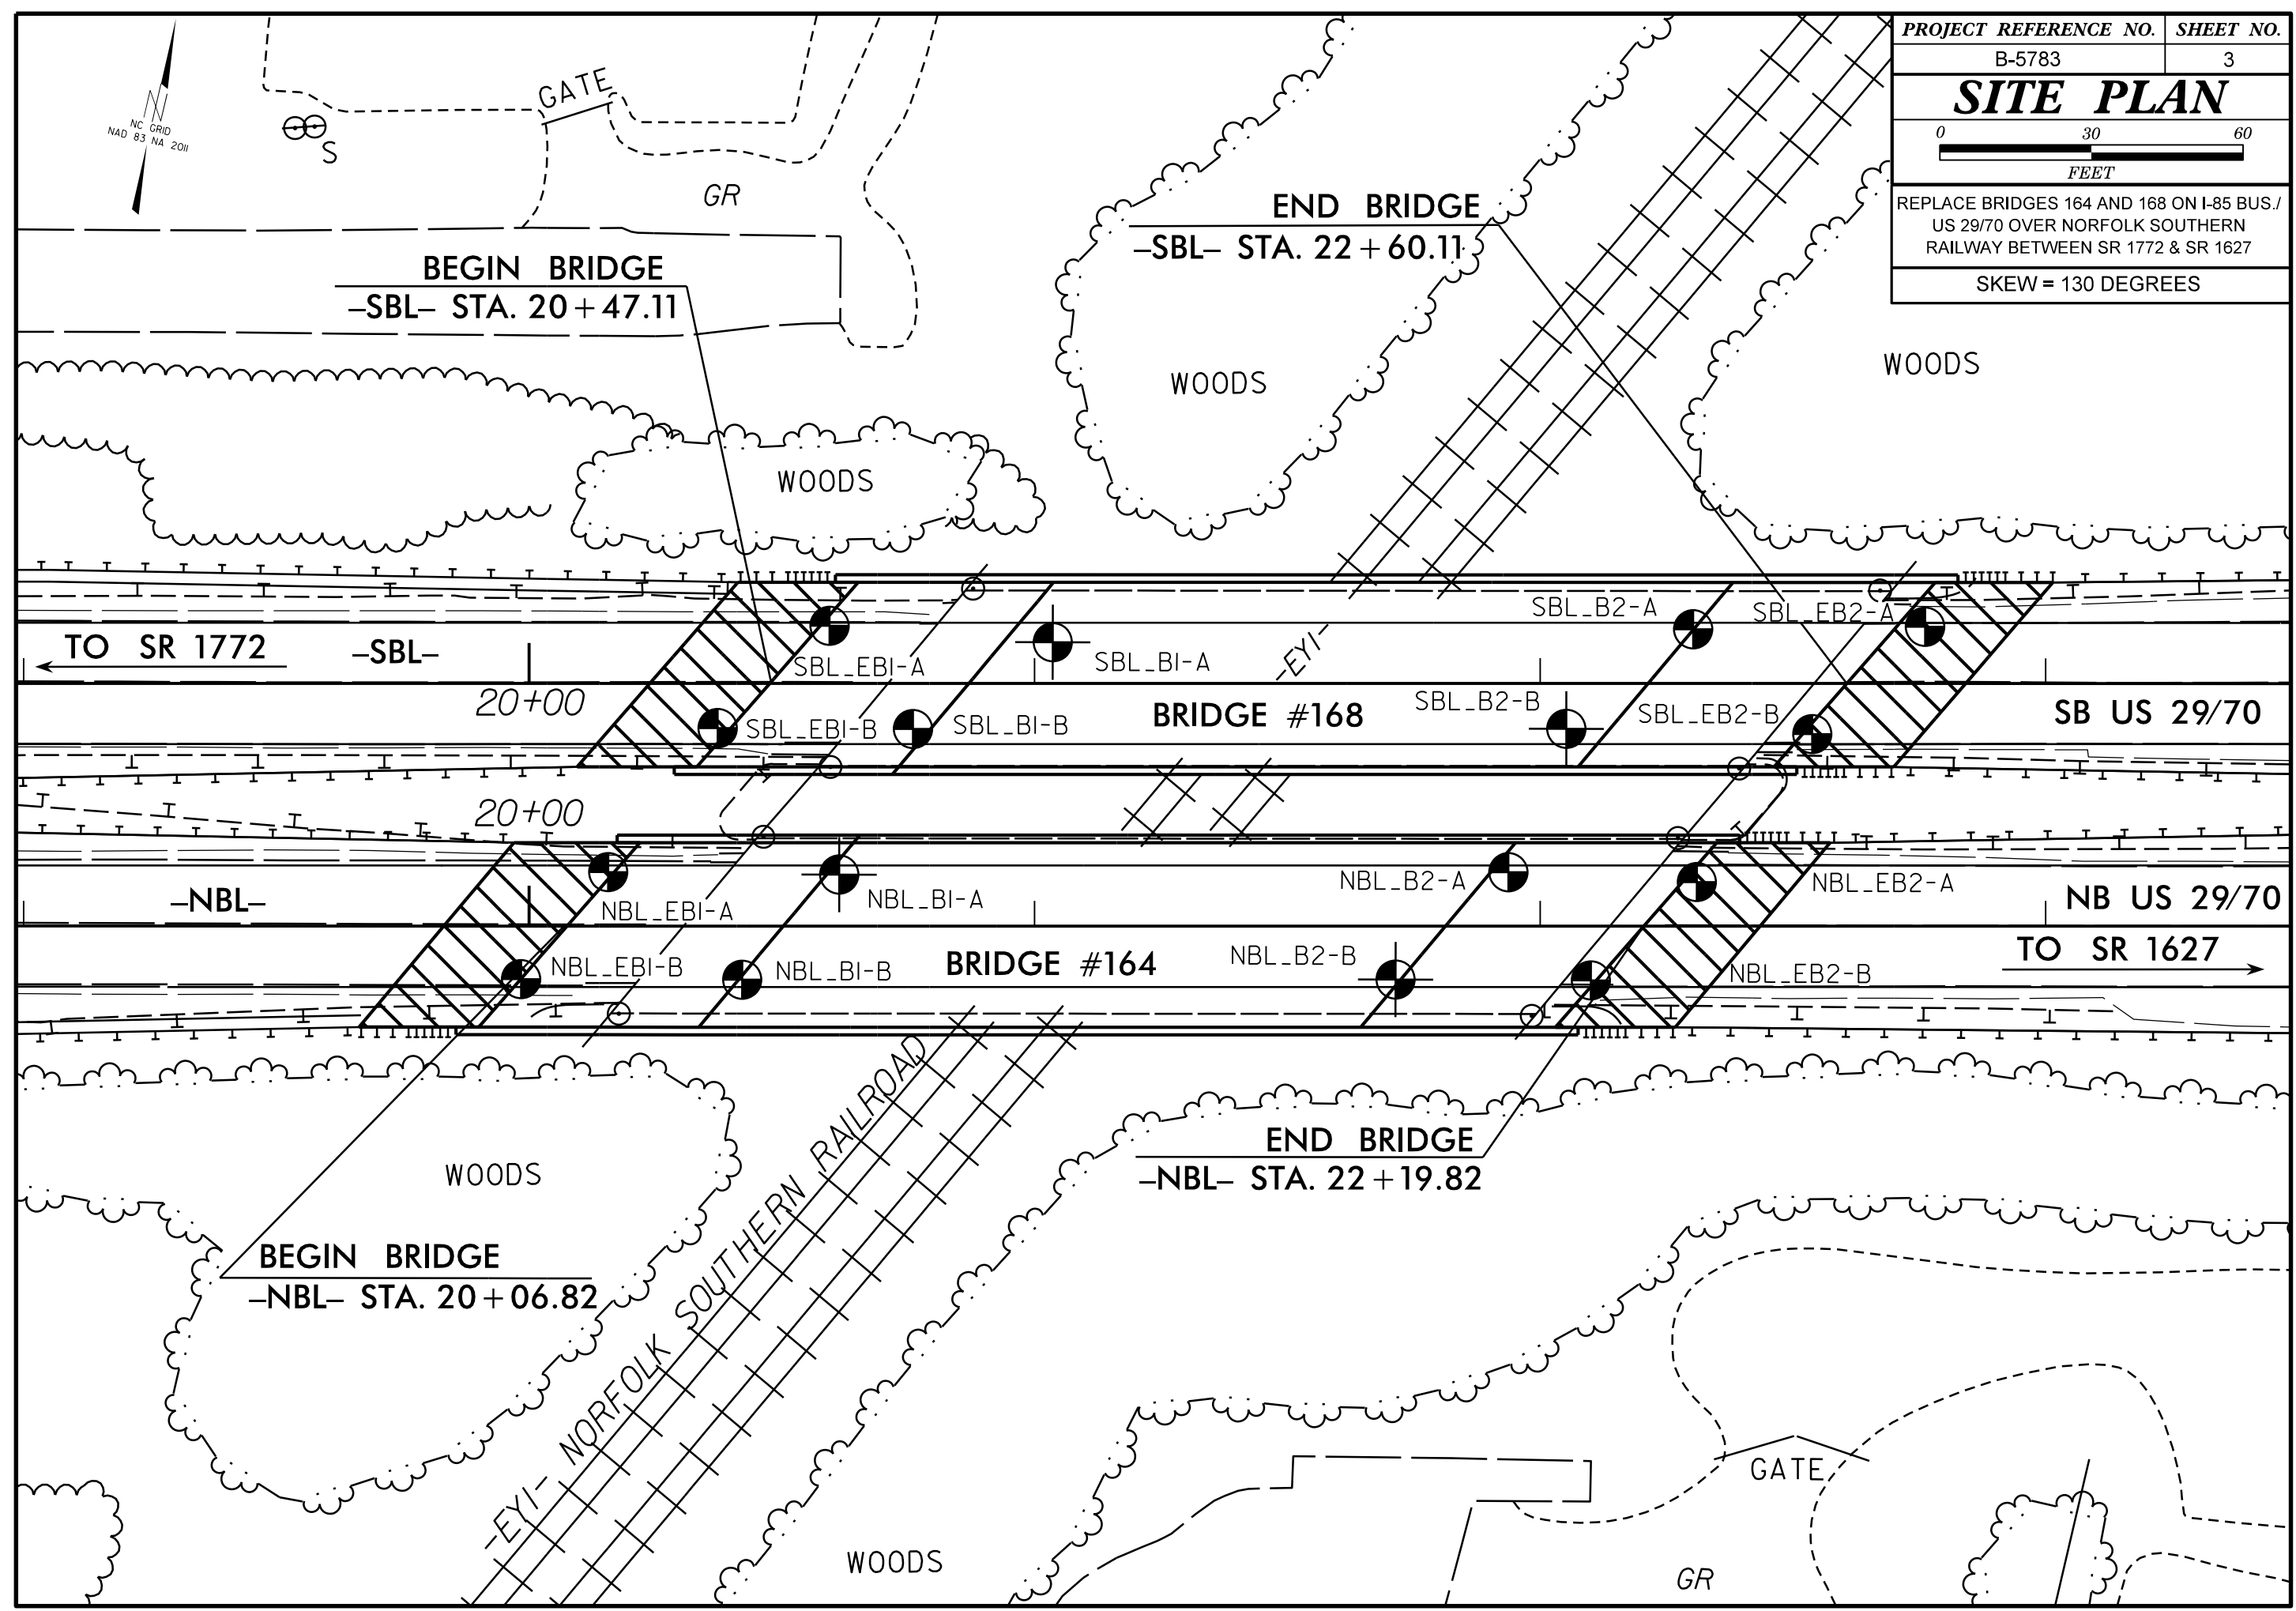 PROJECT REFERENCE NO. SHEET NO.
B-5783 3
SITE PLAN
0 30 60
FEET
REPLACE BRIDGES 164 AND 168 ON I-85 BUS./
US 29/70 OVER NORFOLK SOUTHERN
RAILWAY BETWEEN SR 1772 & SR 1627
SKEW = 130 DEGREES
N
NC GRID
NAD 83 NA 2011
S
GATE
GR
END BRIDGE
-SBL- STA. 22+60.11
BEGIN BRIDGE
-SBL- STA. 20+47.11
WOODS
WOODS
WOODS
TO SR 1772
-SBL-
20+00
SBL_EB1-A
SBL_B1-A
-EY1-
SBL_B2-A
SBL_EB2-A
SBL_EB1-B
SBL_B1-B
BRIDGE #168
SBL_B2-B
SBL_EB2-B
SB US 29/70
20+00
-NBL-
NBL_EB1-A
NBL_B1-A
NBL_B2-A
NBL_EB2-A
NB US 29/70
NBL_EB1-B
NBL_B1-B
BRIDGE #164
NBL_B2-B
NBL_EB2-B
TO SR 1627
END BRIDGE
-NBL- STA. 22+19.82
WOODS
BEGIN BRIDGE
-NBL- STA. 20+06.82
-EY1- NORFOLK SOUTHERN RAILROAD
WOODS
GATE
GR